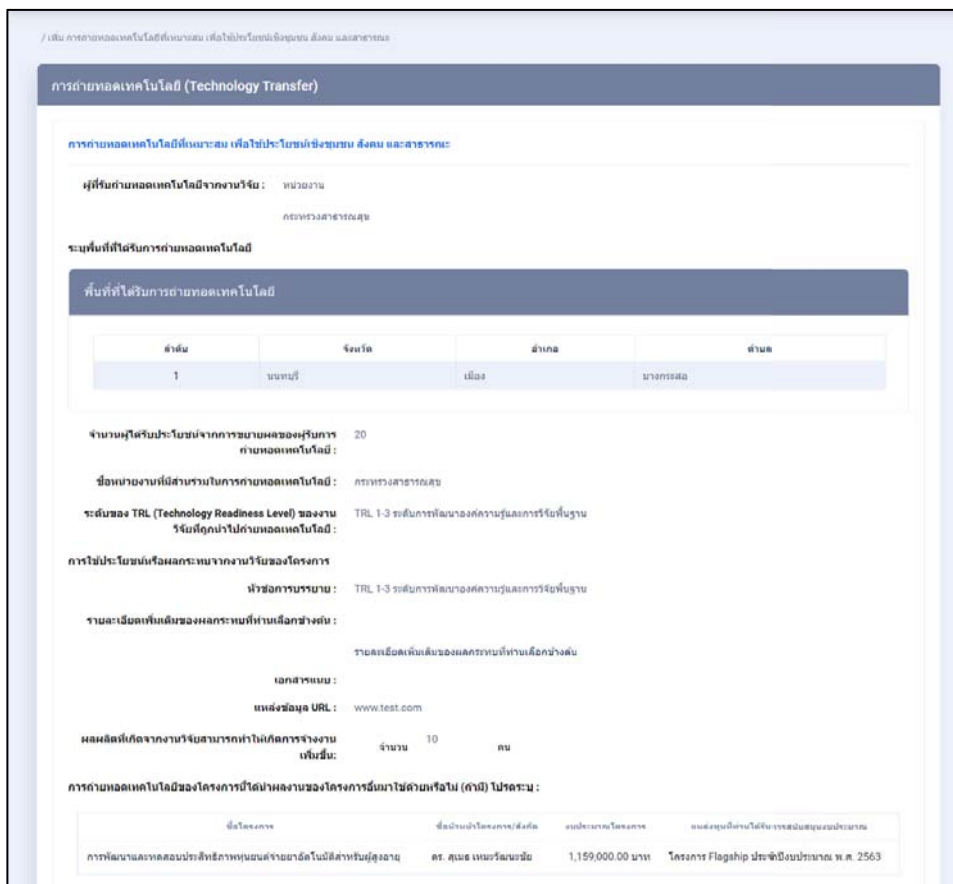 / เพิ่ม การถ่ายทอดเทคโนโลยีที่เหมาะสม เพื่อใช้ประโยชน์เชิงชุมชน สังคม และสาธารณะ
การถ่ายทอดเทคโนโลยี (Technology Transfer)
การถ่ายทอดเทคโนโลยีที่เหมาะสม เพื่อใช้ประโยชน์เชิงชุมชน สังคม และสาธารณะ
ผู้ที่รับถ่ายทอดเทคโนโลยีจากงานวิจัย : หน่วยงาน
กระทรวงสาธารณสุข
ระบุพื้นที่ที่ได้รับการถ่ายทอดเทคโนโลยี
พื้นที่ที่ได้รับการถ่ายทอดเทคโนโลยี
ลำดับ จังหวัด อำเภอ ตำบล
1 นนทบุรี เมือง บางกระสอ
จำนวนผู้ได้รับประโยชน์จากการขยายผลของผู้รับการ 20
ถ่ายทอดเทคโนโลยี :
ชื่อหน่วยงานที่มีส่วนร่วมในการถ่ายทอดเทคโนโลยี : กระทรวงสาธารณสุข
ระดับของ TRL (Technology Readiness Level) ของงาน TRL 1-3 ระดับการพัฒนาองค์ความรู้และการวิจัยพื้นฐาน
วิจัยที่ถูกนำไปถ่ายทอดเทคโนโลยี :
การใช้ประโยชน์หรือผลกระทบจากงานวิจัยของโครงการ
หัวข้อการบรรยาย : TRL 1-3 ระดับการพัฒนาองค์ความรู้และการวิจัยพื้นฐาน
รายละเอียดเพิ่มเติมของผลกระทบที่ท่านเลือกข้างต้น :
รายละเอียดเพิ่มเติมของผลกระทบที่ท่านเลือกข้างต้น
เอกสารแนบ :
แหล่งข้อมูล URL : www.test.com
ผลผลิตที่เกิดจากงานวิจัยสามารถทำให้เกิดการจ้างงาน จำนวน 10 คน
เพิ่มขึ้น:
การถ่ายทอดเทคโนโลยีของโครงการนี้ได้นำผลงานของโครงการอื่นมาใช้ด้วยหรือไม่ (ถ้ามี) โปรดระบุ :
ชื่อโครงการ ชื่อหัวหน้าโครงการ/สังกัด งบประมาณโครงการ แหล่งทุนที่ท่านได้รับการสนับสนุนงบประมาณ
การพัฒนาและทดสอบประสิทธิภาพหุ่นยนต์จ่ายยาอัตโนมัติสำหรับผู้สูงอายุ ดร. สุเมธ เหมะวัฒนะชัย 1,159,000.00 บาท โครงการ Flagship ประจำปีงบประมาณ พ.ศ. 2563